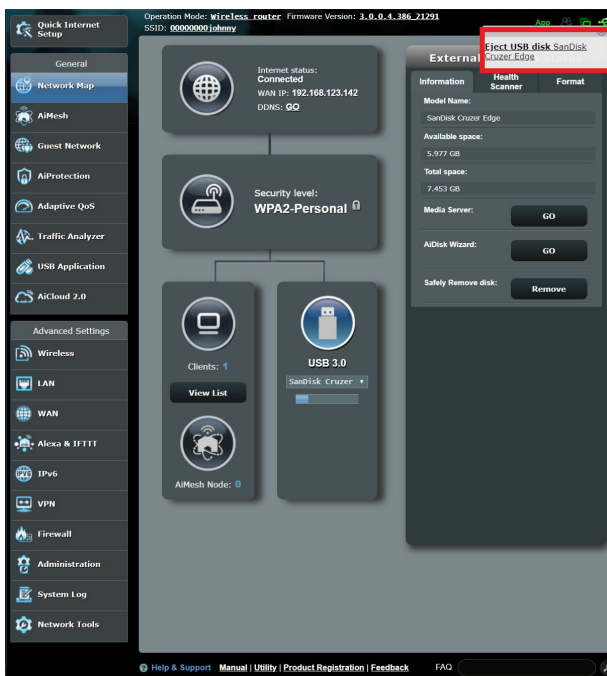 Quick Internet
Setup
Operation Mode: Wireless router Firmware Version: 3.0.0.4.386_21291
SSID: 00000000johnny
App
Eject USB disk SanDisk
Cruzer Edge
General
Network Map
AiMesh
Guest Network
AiProtection
Adaptive QoS
Traffic Analyzer
USB Application
AiCloud 2.0
Advanced Settings
Wireless
LAN
WAN
Alexa & IFTTT
IPv6
VPN
Firewall
Administration
System Log
Network Tools
Internet status:
Connected
WAN IP: 192.168.123.142
DDNS: GO
Security level:
WPA2-Personal
Clients: 1
View List
AiMesh Node: 0
USB 3.0
SanDisk Cruzer
Information
Health
Scanner
Format
Model Name:
SanDisk Cruzer Edge
Available space:
5.977 GB
Total space:
7.453 GB
Media Server:
GO
AiDisk Wizard:
GO
Safely Remove disk:
Remove
Help & Support Manual | Utility | Product Registration | Feedback FAQ